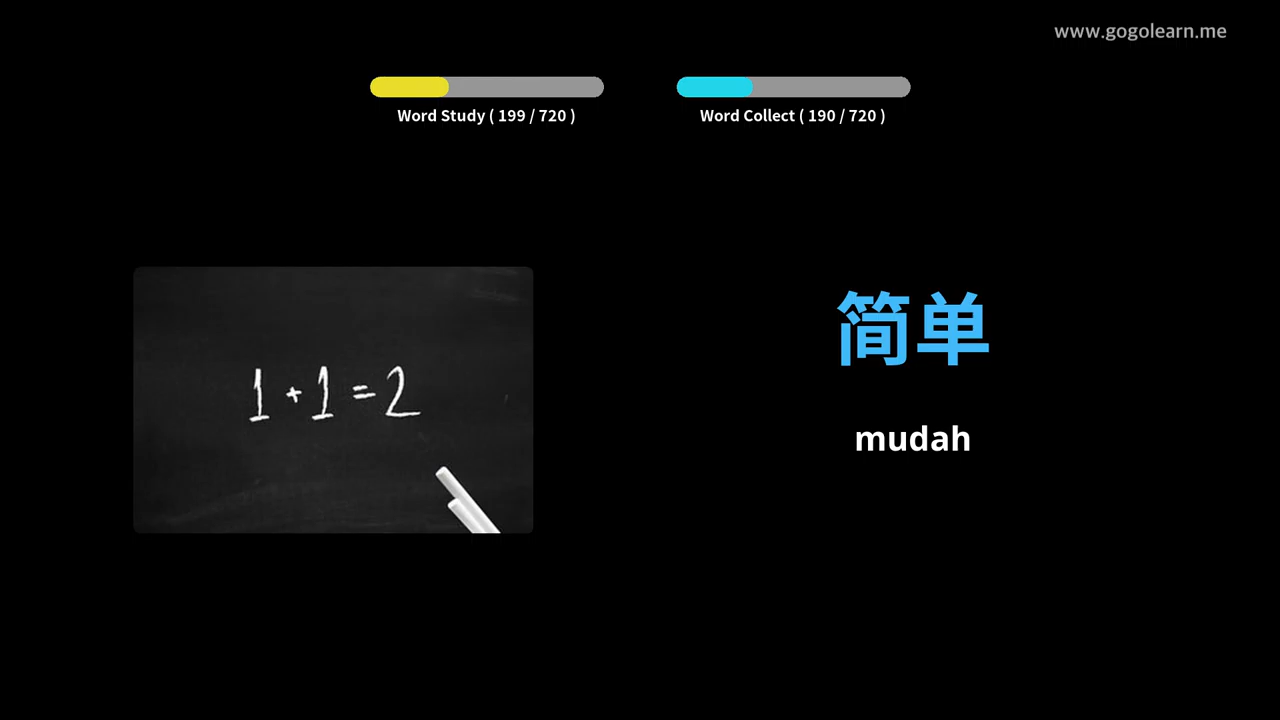 www.gogolearn.me
Word Study ( 199 / 720 )
Word Collect ( 190 / 720 )
1 + 1 = 2
简单
mudah